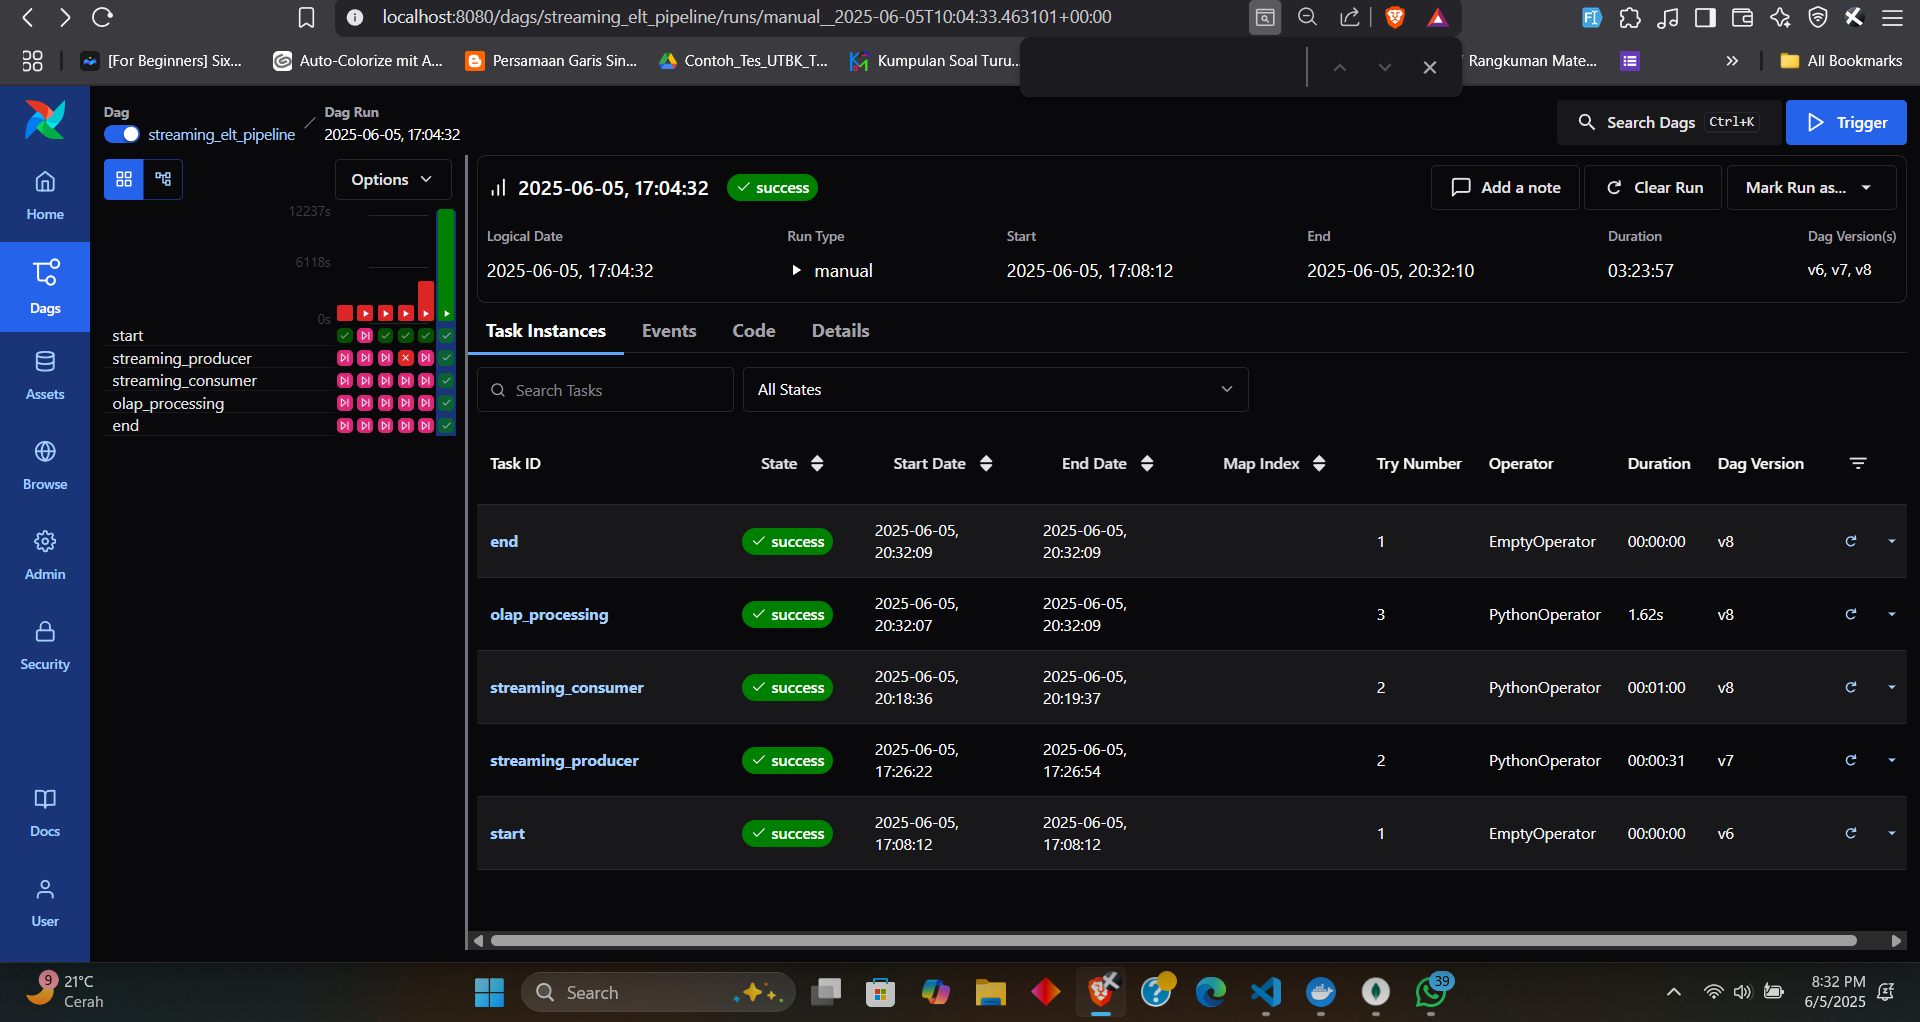 localhost:8080/dags/streaming_elt_pipeline/runs/manual__2025-06-05T10:04:33.463101+00:00
[For Beginners] Six...
Auto-Colorize mit A...
Persamaan Garis Sin...
Contoh_Tes_UTBK_T...
Kumpulan Soal Turu...
Rangkuman Mate...
All Bookmarks
Dag
streaming_elt_pipeline
Dag Run
2025-06-05, 17:04:32
Search Dags
Ctrl+K
Trigger
Home
Dags
Assets
Browse
Admin
Security
Docs
User
Options
12237s
6118s
0s
start
streaming_producer
streaming_consumer
olap_processing
end
2025-06-05, 17:04:32
success
Add a note
Clear Run
Mark Run as...
Logical Date Run Type Start End Duration Dag Version(s)
2025-06-05, 17:04:32 manual 2025-06-05, 17:08:12 2025-06-05, 20:32:10 03:23:57 v6, v7, v8
Task Instances Events Code Details
Search Tasks
All States
Task ID State Start Date End Date Map Index Try Number Operator Duration Dag Version
end success 2025-06-05, 20:32:09 2025-06-05, 20:32:09 1 EmptyOperator 00:00:00 v8
olap_processing success 2025-06-05, 20:32:07 2025-06-05, 20:32:09 3 PythonOperator 1.62s v8
streaming_consumer success 2025-06-05, 20:18:36 2025-06-05, 20:19:37 2 PythonOperator 00:01:00 v8
streaming_producer success 2025-06-05, 17:26:22 2025-06-05, 17:26:54 2 PythonOperator 00:00:31 v7
start success 2025-06-05, 17:08:12 2025-06-05, 17:08:12 1 EmptyOperator 00:00:00 v6
9
21°C
Cerah
Search
39
8:32 PM
6/5/2025